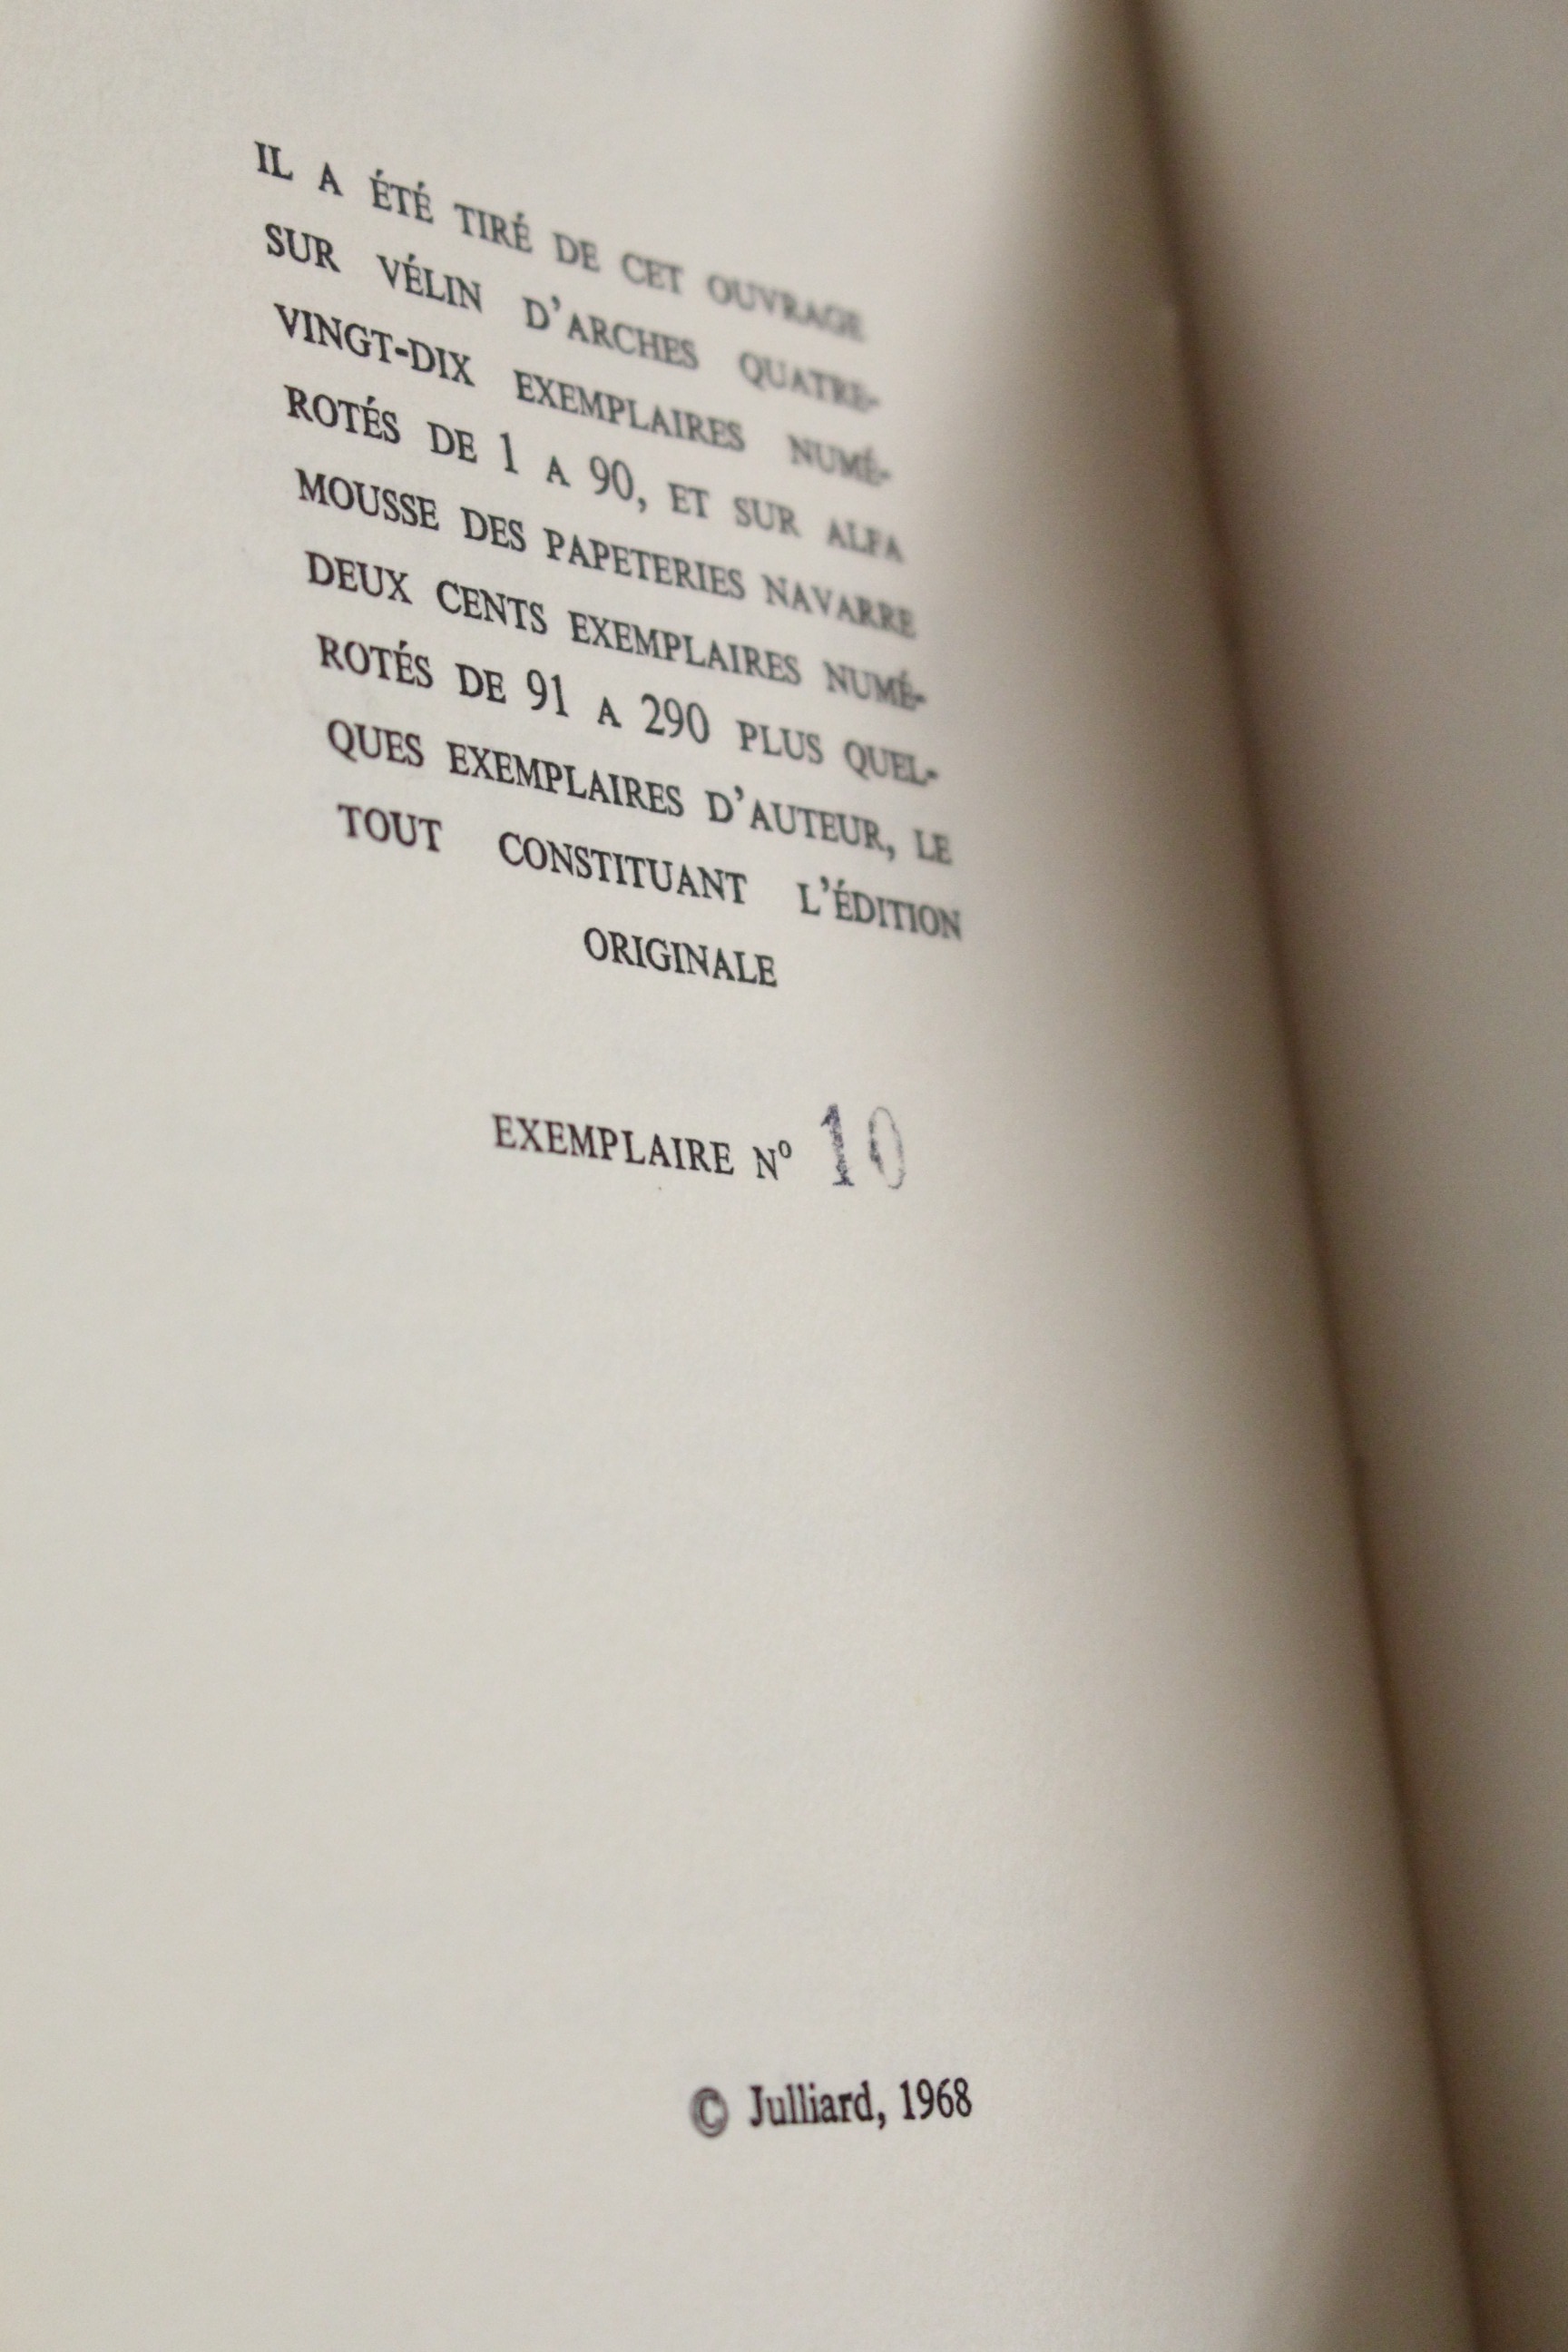 IL A ÉTÉ TIRÉ DE CET OUVRAGE
SUR VÉLIN D'ARCHES QUATRE-
VINGT-DIX EXEMPLAIRES NUMÉ-
ROTÉS DE 1 A 90, ET SUR ALFA
MOUSSE DES PAPETERIES NAVARRE
DEUX CENTS EXEMPLAIRES NUMÉ-
ROTÉS DE 91 A 290 PLUS QUEL-
QUES EXEMPLAIRES D'AUTEUR, LE
TOUT CONSTITUANT L'ÉDITION
ORIGINALE
EXEMPLAIRE Nº 10
© Julliard, 1968